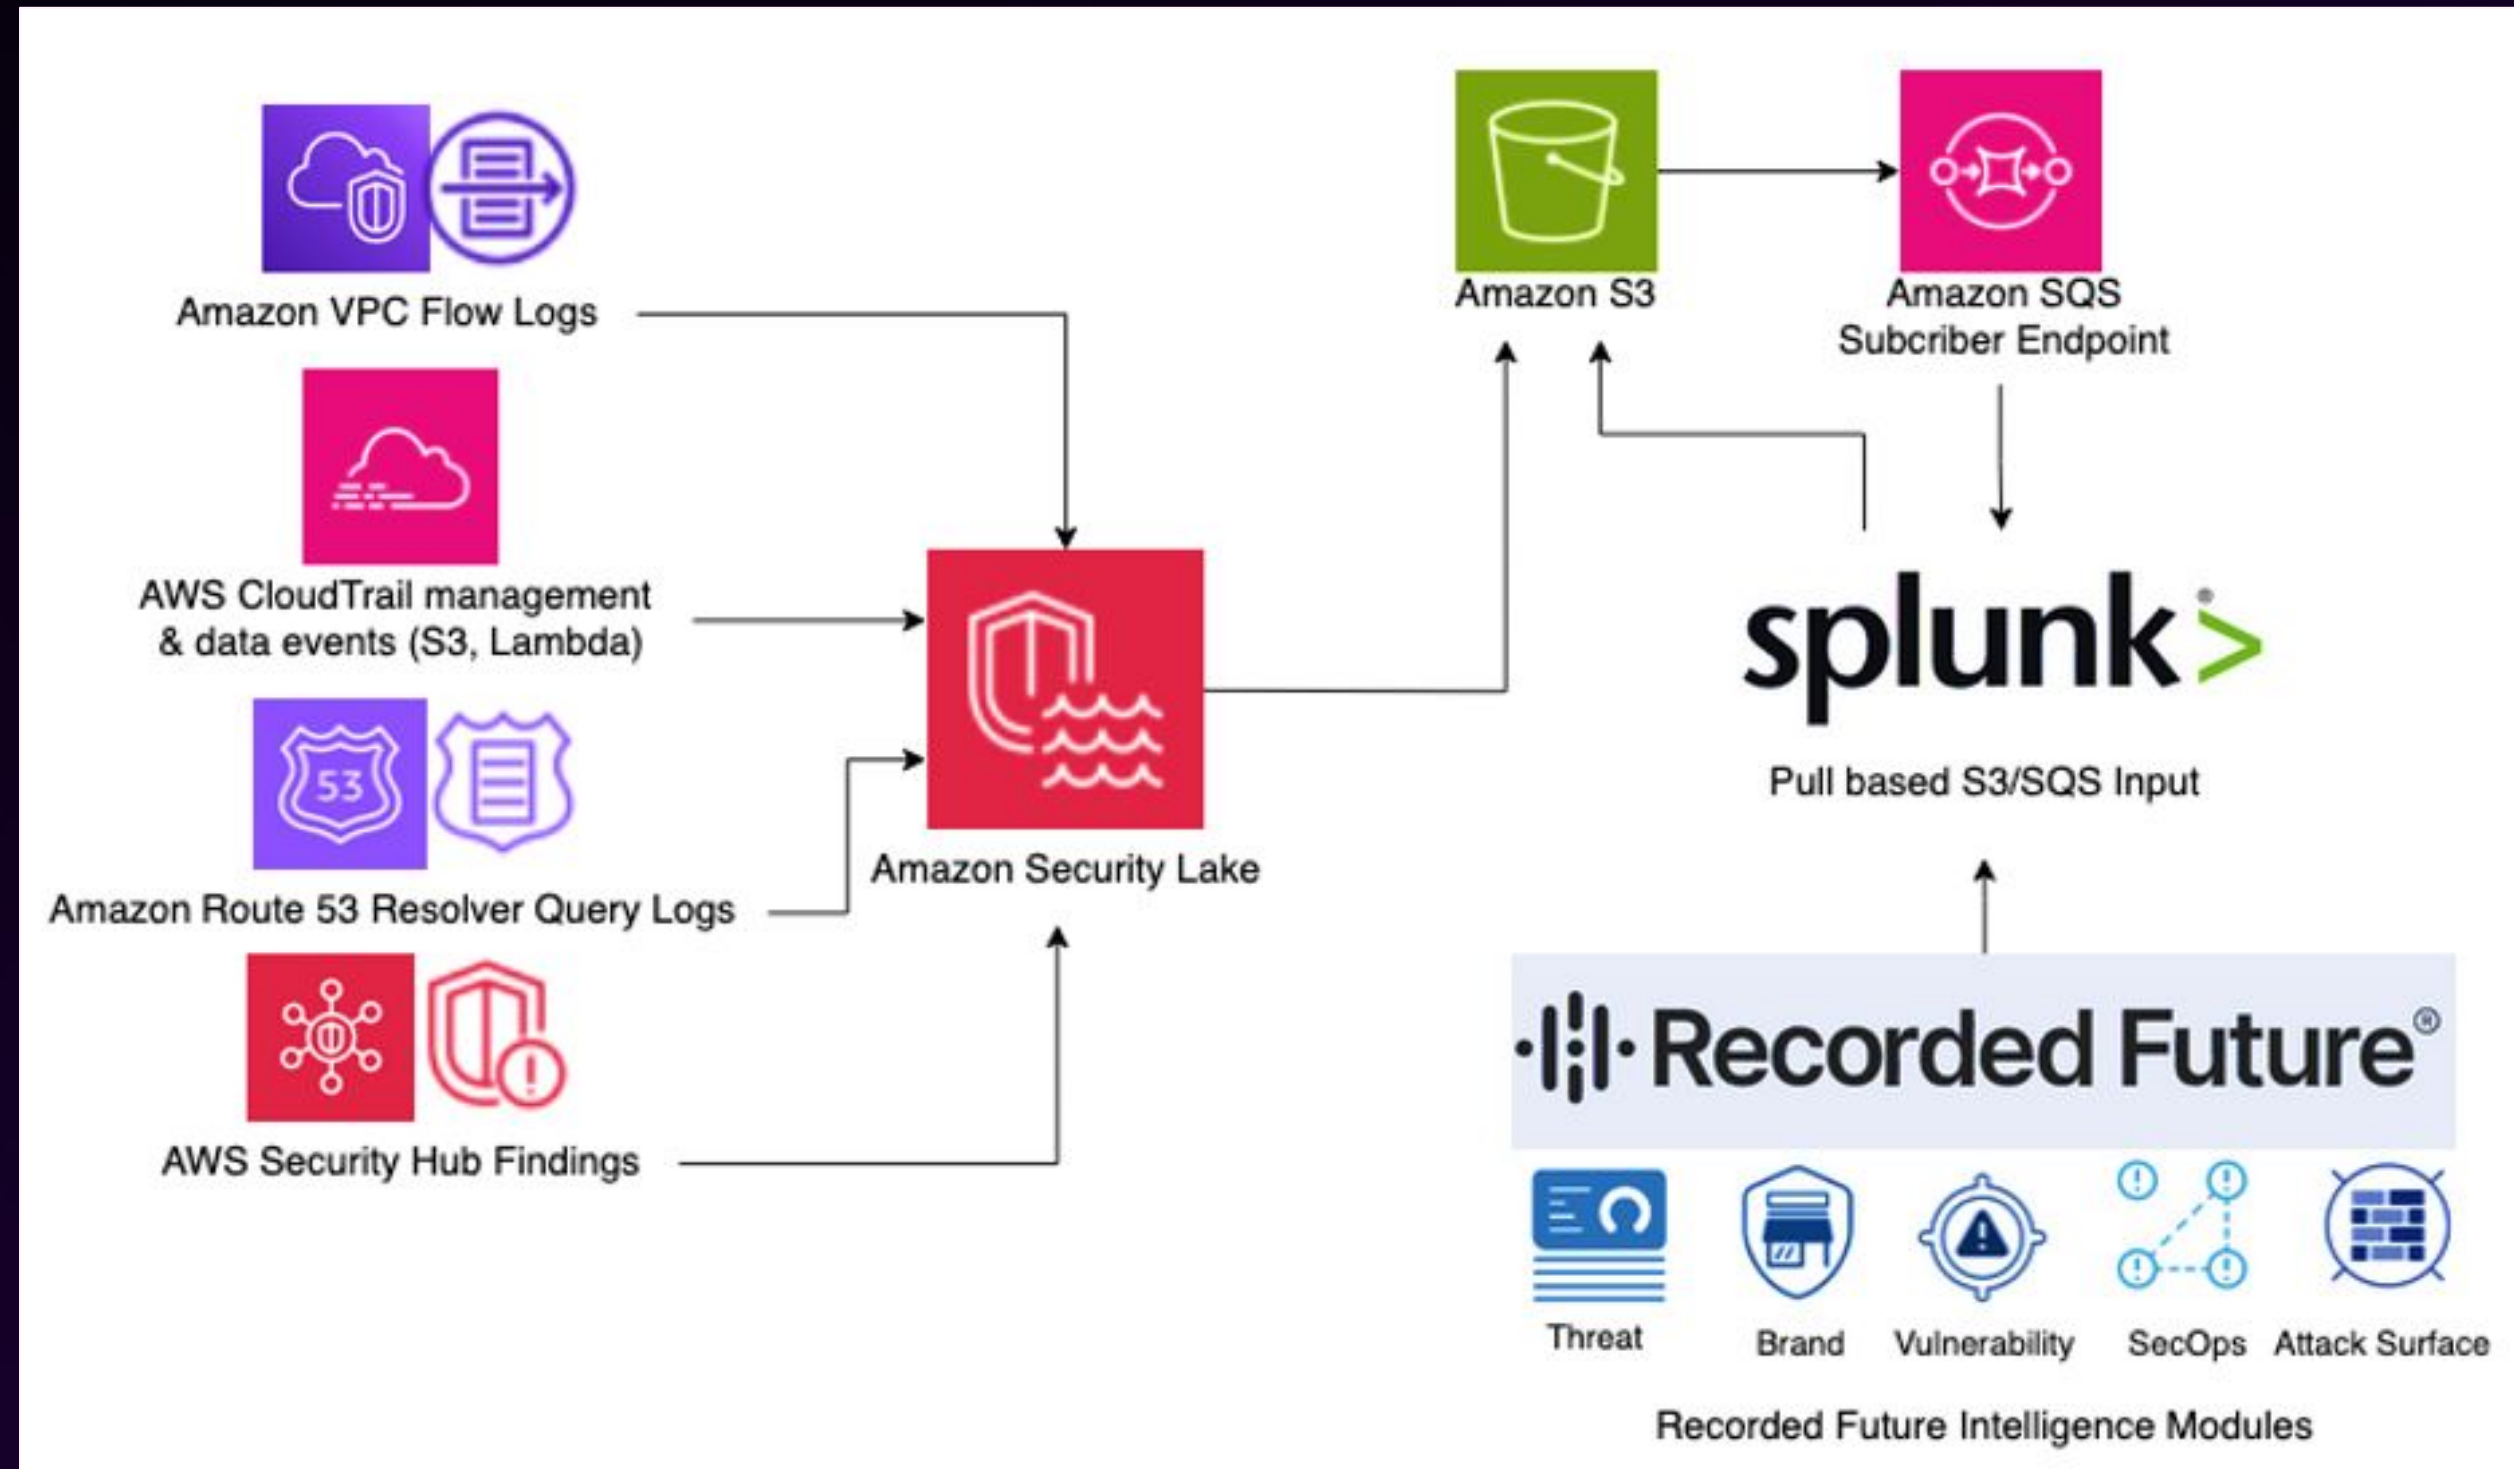 Amazon VPC Flow Logs
AWS CloudTrail management
& data events (S3, Lambda)
53
Amazon Route 53 Resolver Query Logs
AWS Security Hub Findings
Amazon Security Lake
Amazon S3
Amazon SQS
Subcriber Endpoint
splunk>®
Pull based S3/SQS Input
Recorded Future®
Threat
Brand
Vulnerability
SecOps
Attack Surface
Recorded Future Intelligence Modules